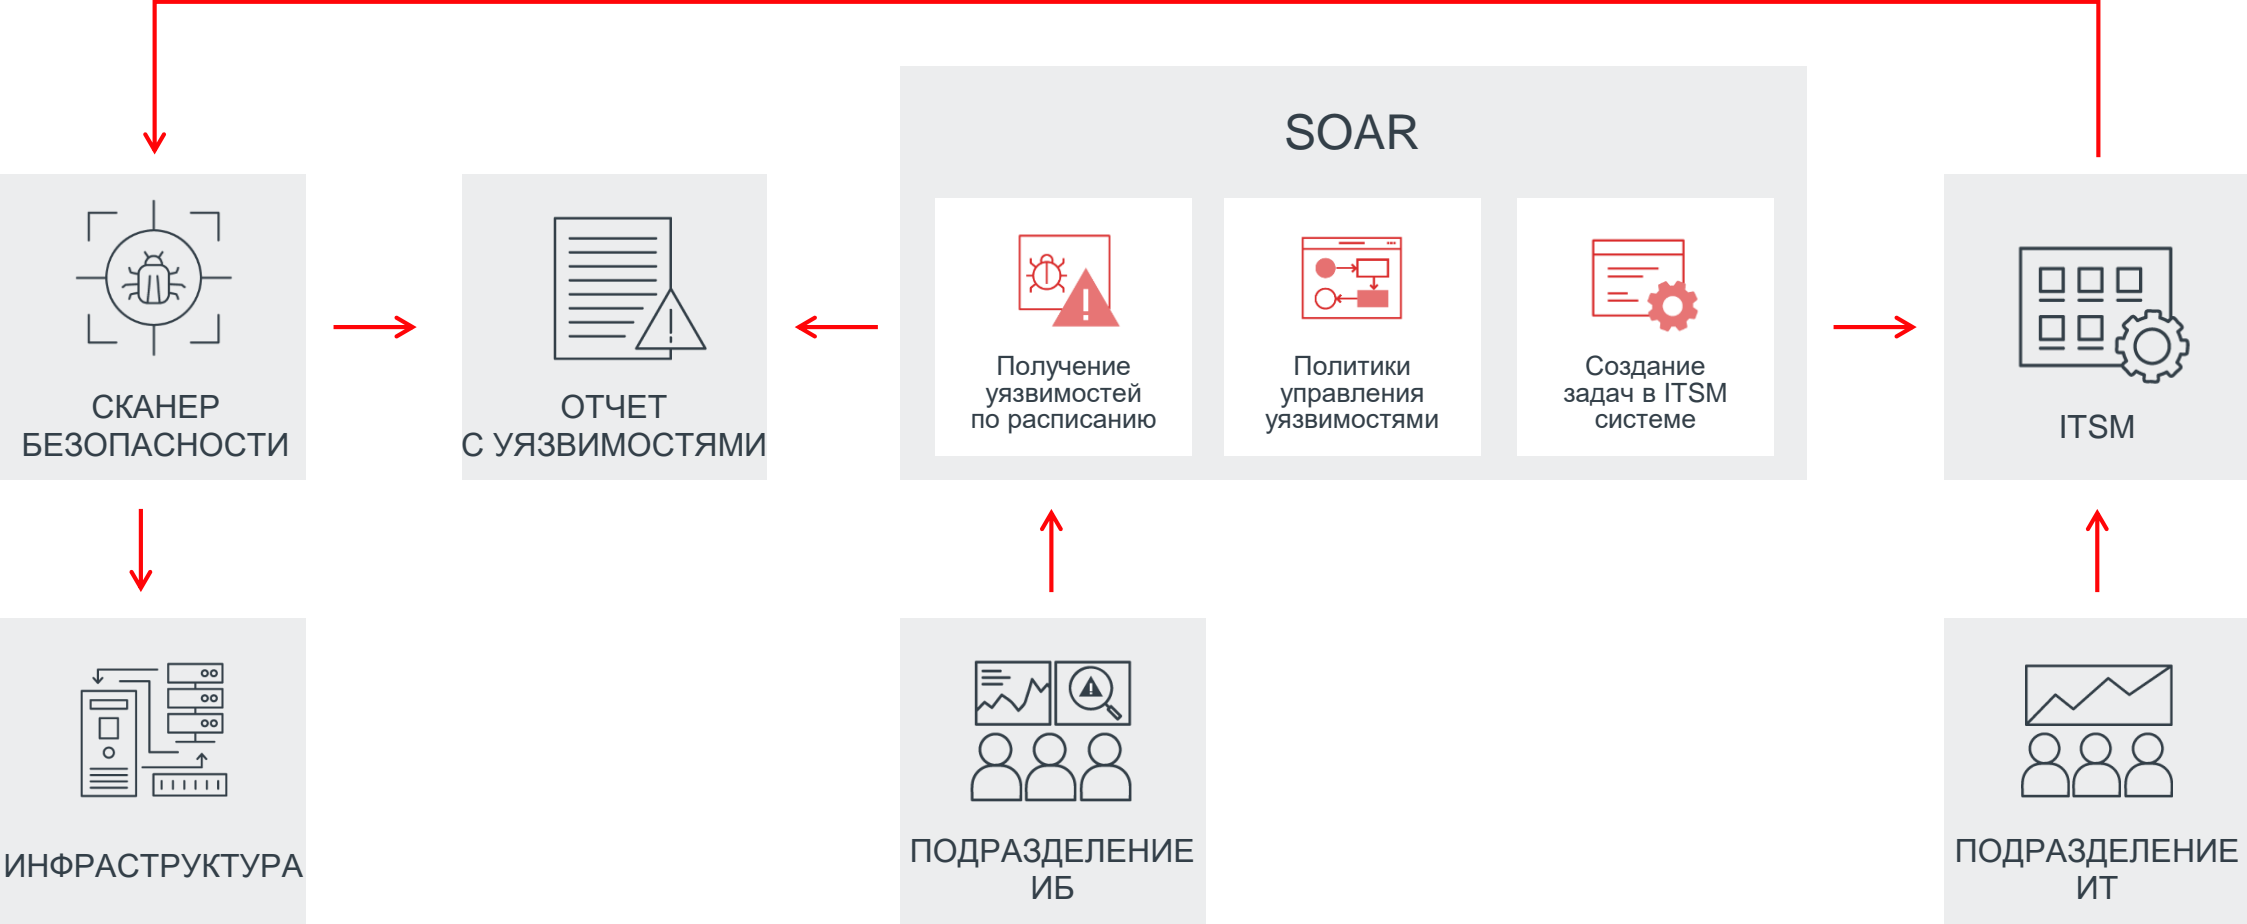 SOAR
СКАНЕР
БЕЗОПАСНОСТИ
ОТЧЕТ
С УЯЗВИМОСТЯМИ
Получение
уязвимостей
по расписанию
Политики
управления
уязвимостями
Создание
задач в ITSM
системе
ITSM
ИНФРАСТРУКТУРА
ПОДРАЗДЕЛЕНИЕ
ИБ
ПОДРАЗДЕЛЕНИЕ
ИТ